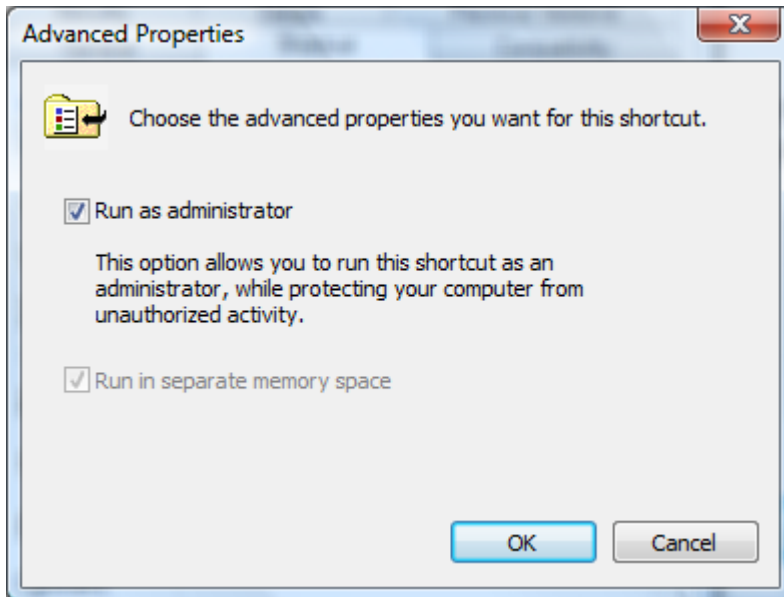 Advanced Properties
Choose the advanced properties you want for this shortcut.
Run as administrator
This option allows you to run this shortcut as an
administrator, while protecting your computer from
unauthorized activity.
Run in separate memory space
OK
Cancel